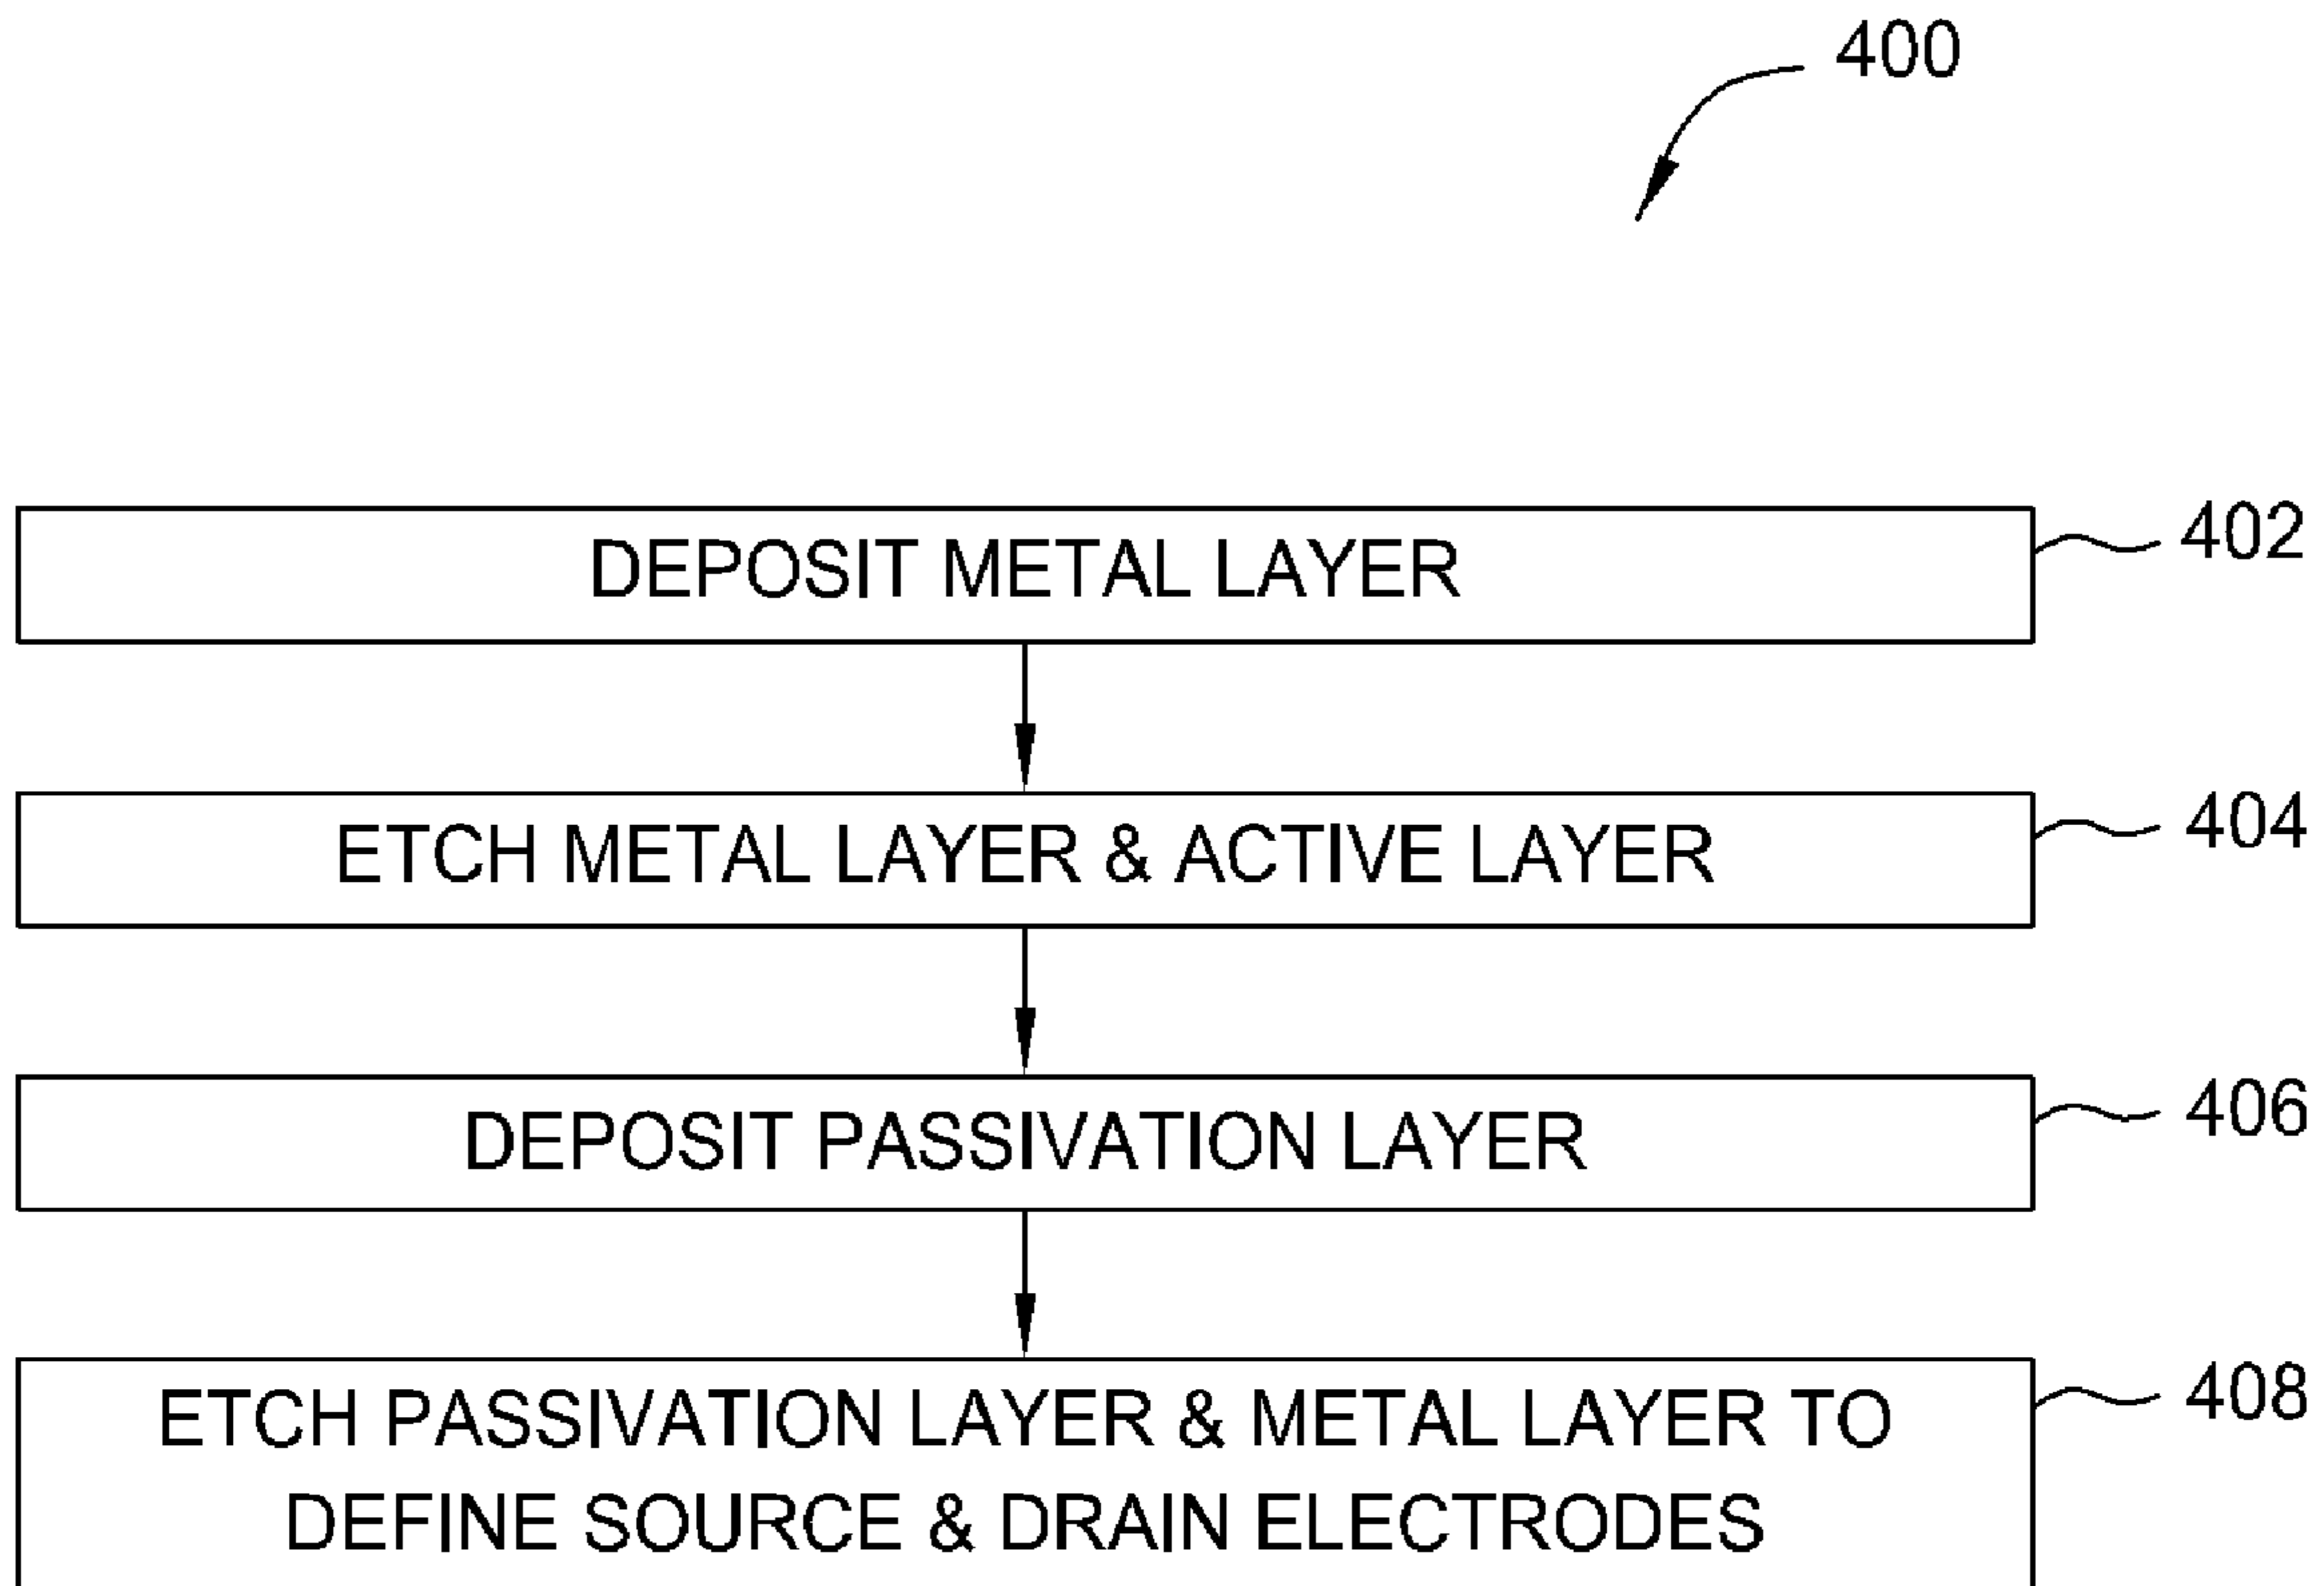 400
DEPOSIT METAL LAYER
402
ETCH METAL LAYER & ACTIVE LAYER
404
DEPOSIT PASSIVATION LAYER
406
ETCH PASSIVATION LAYER & METAL LAYER TO
DEFINE SOURCE & DRAIN ELECTRODES
408